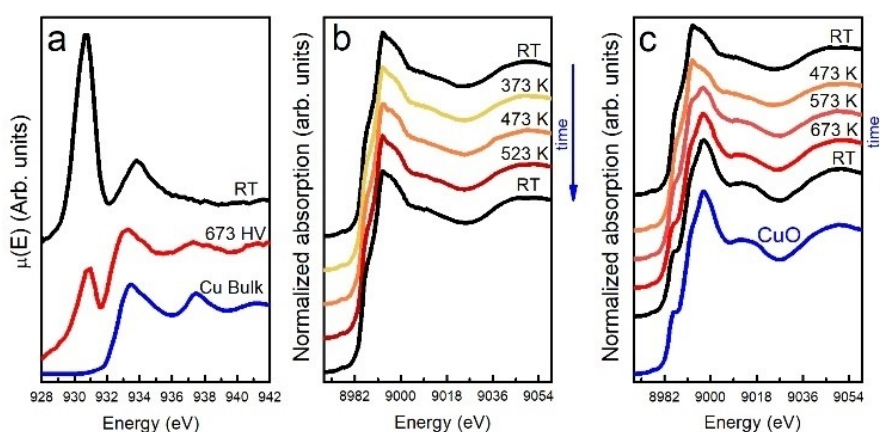 a
μ(E) (Arb. units)
RT
673 HV
Cu Bulk
928 930 932 934 936 938 940 942
Energy (eV)
b
Normalized absorption (arb. units)
RT
373 K
473 K
523 K
RT
time
8982 9000 9018 9036 9054
Energy (eV)
c
Normalized absorption (arb. units)
RT
473 K
573 K
673 K
RT
CuO
time
8982 9000 9018 9036 9054
Energy (eV)